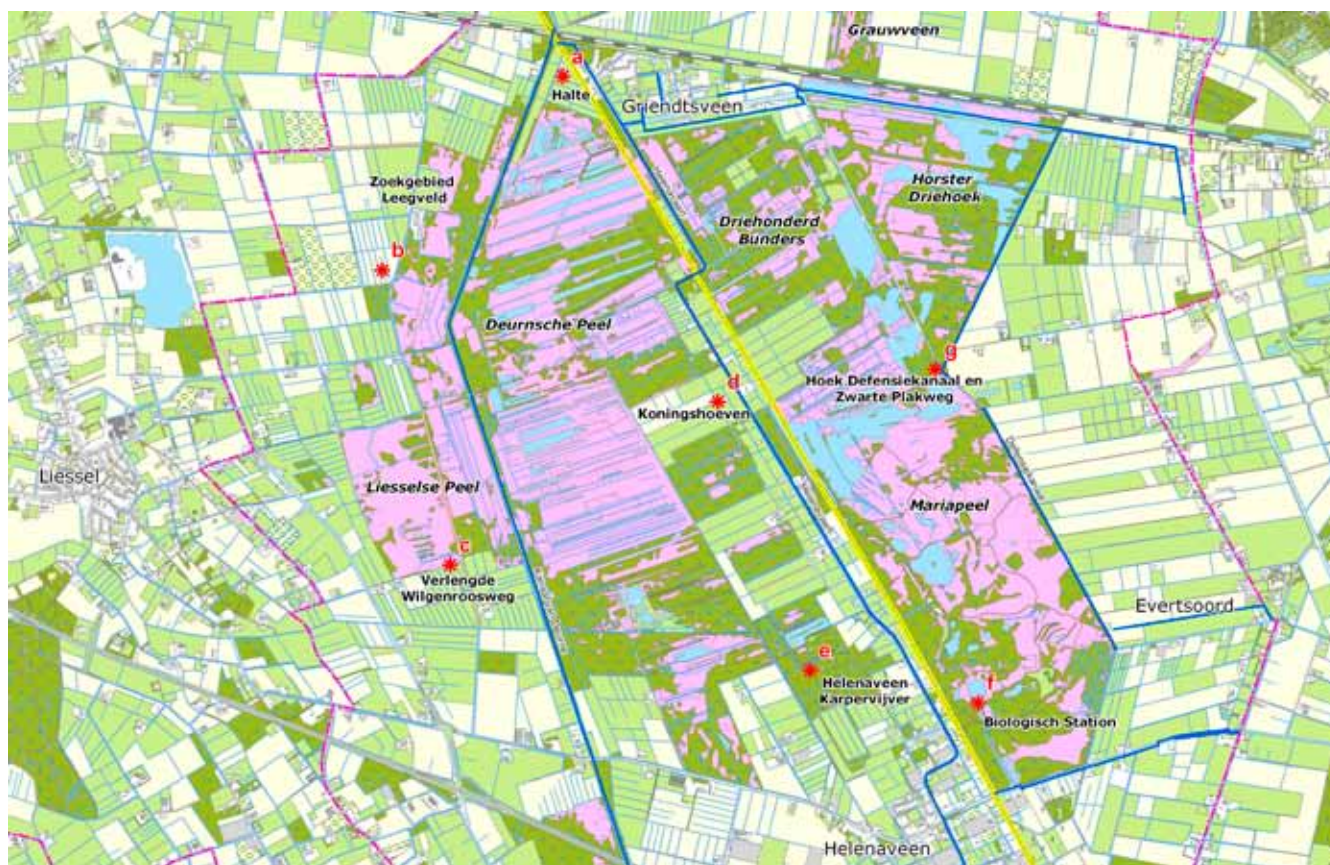 Grauwveen
a
Halte
Griendtsveen
Zoekgebied
Leegveld
Horster
Driehoek
Driehonderd
Bunders
b
Deurnsche Peel
g
Hoek Defensiekanaal en
Zwarte Plakweg
d
Koningshoeven
Liessel
Liesselse Peel
Mariapeel
c
Verlengde
Wilgenroosweg
Evertsoord
e
Helenaveen
Karpervijver
f
Biologisch Station
Helenaveen